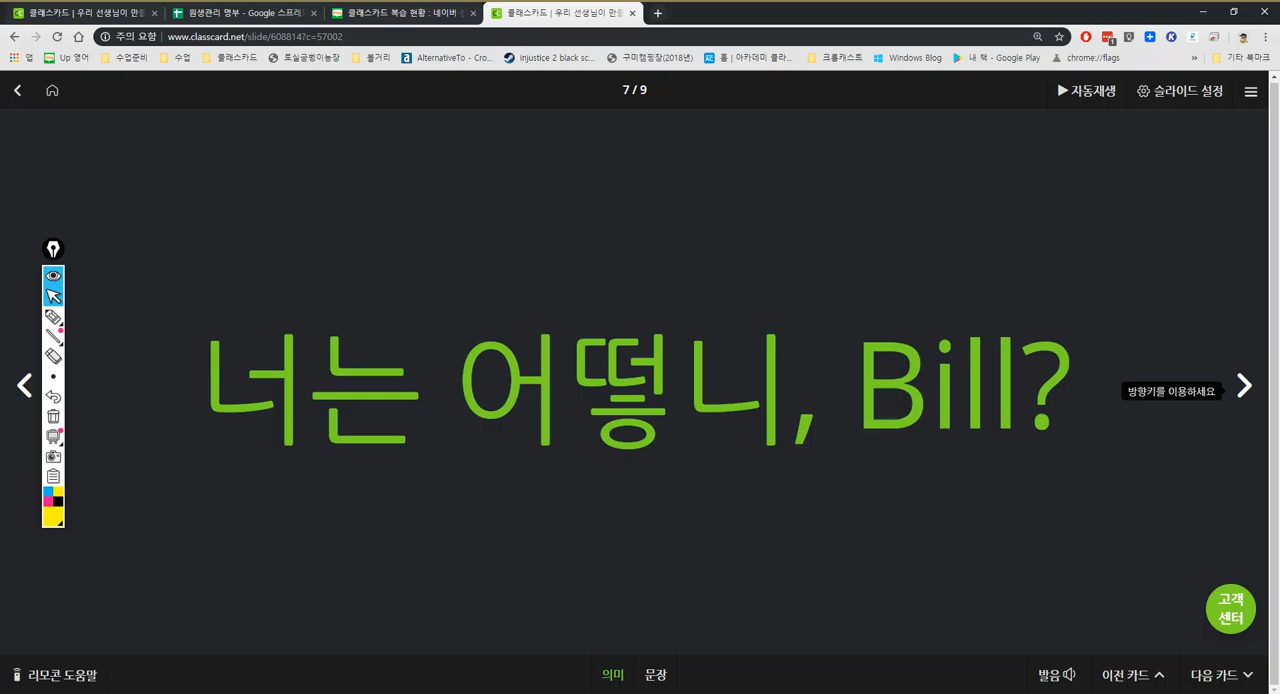 클래스카드 | 우리 선생님이 만든
원생관리 명부 - Google 스프레
클래스카드 복습 현황 : 네이버
클래스카드 | 우리 선생님이 만든
주의 요함 | www.classcard.net/slide/608814?c=57002
앱
Up 영어
수업준비
수업
클래스카드
토실궁뱅이농장
볼거리
AlternativeTo - Cro...
injustice 2 black sc...
구미캠핑장(2018년)
홈 | 아카데미 클라...
크롬캐스트
Windows Blog
내 책 - Google Play
chrome://flags
»
기타 북마크
7 / 9
자동재생
슬라이드 설정
너는 어떻니, Bill?
방향키를 이용하세요
고객
센터
리모콘 도움말
의미
문장
발음
이전 카드
다음 카드